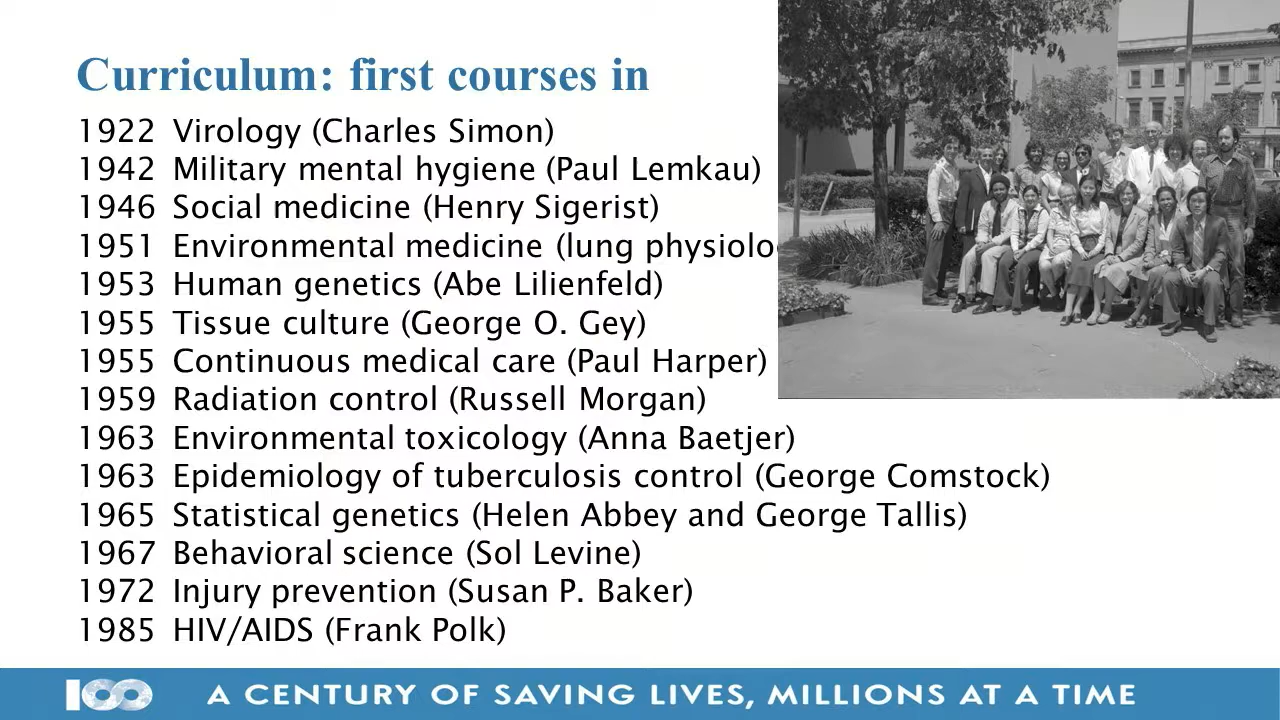 Curriculum: first courses in
1922 Virology (Charles Simon)
1942 Military mental hygiene (Paul Lemkau)
1946 Social medicine (Henry Sigerist)
1951 Environmental medicine (lung
1953 Human genetics (Abe Lilienfeld)
1955 Tissue culture (George O. Gey)
1955 Continuous medical care (Paul Harper)
1959 Radiation control (Russell Morgan)
1963 Environmental toxicology (Anna Baetjer)
1963 Epidemiology of tuberculosis control (George Comstock)
1965 Statistical genetics (Helen Abbey and George Tallis)
1967 Behavioral science (Sol Levine)
1972 Injury prevention (Susan P. Baker)
1985 HIV/AIDS (Frank Polk)
100 A CENTURY OF SAVING LIVES, MILLIONS AT A TIME